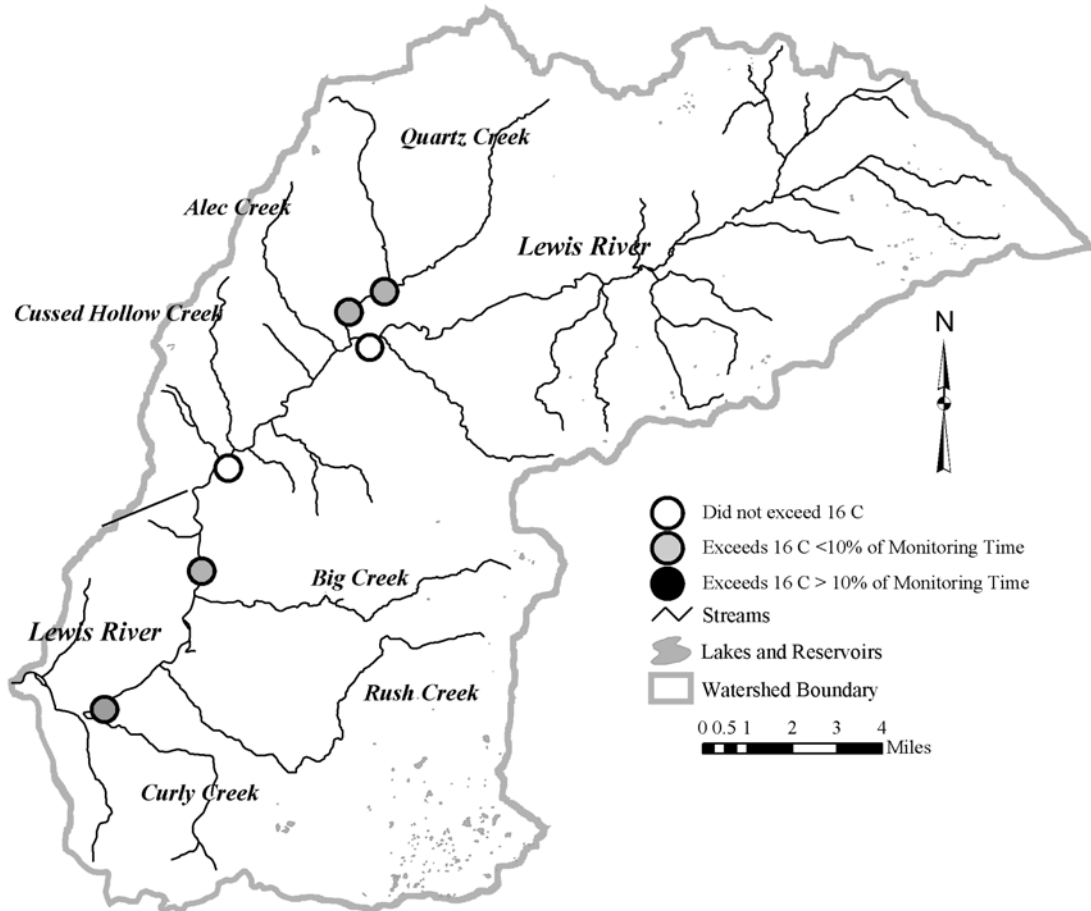 Quartz Creek
Alec Creek
Lewis River
Cussed Hollow Creek
N
Did not exceed 16 C
Exceeds 16 C <10% of Monitoring Time
Exceeds 16 C > 10% of Monitoring Time
Streams
Lakes and Reservoirs
Watershed Boundary
0 0.5 1 2 3 4
Miles
Big Creek
Lewis River
Rush Creek
Curly Creek